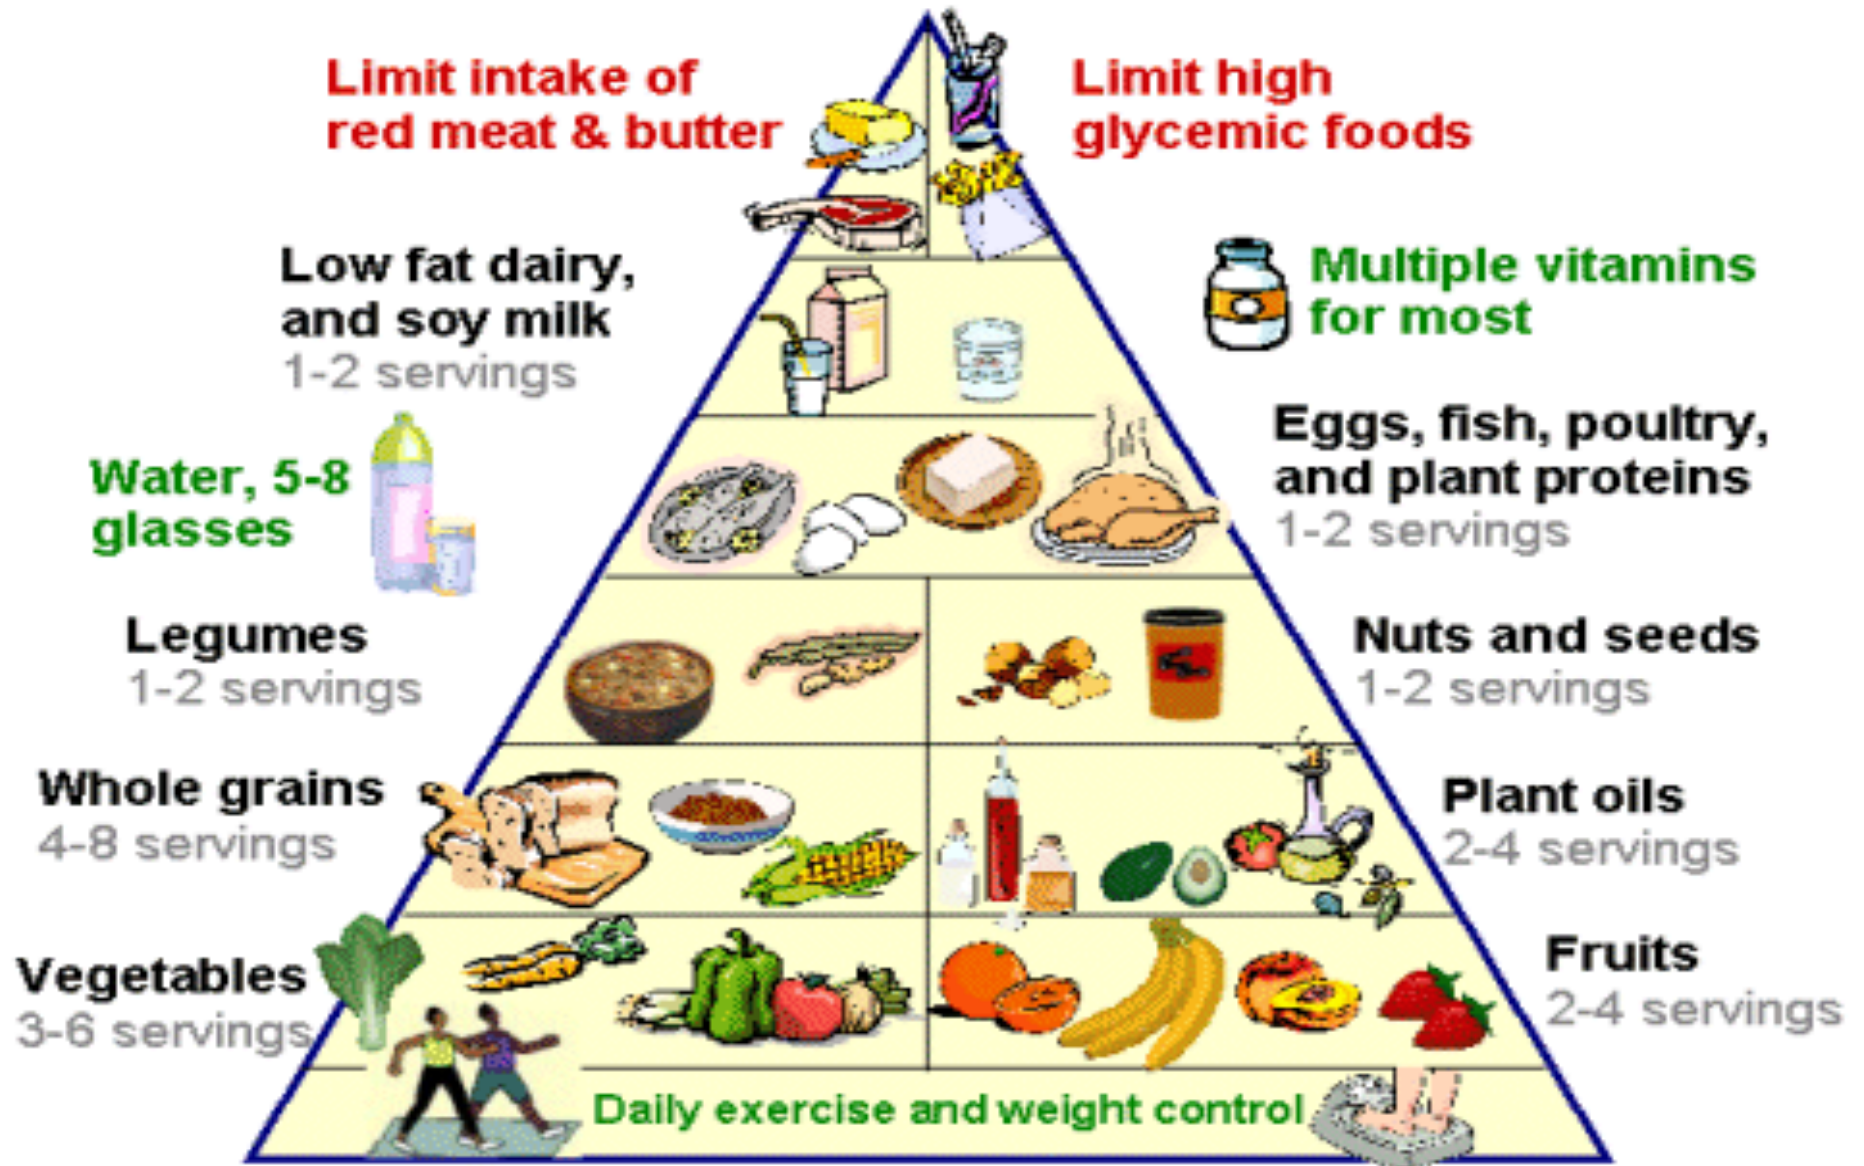 Limit intake of
red meat & butter
Limit high
glycemic foods
Low fat dairy,
and soy milk
1-2 servings
Multiple vitamins
for most
Water, 5-8
glasses
Eggs, fish, poultry,
and plant proteins
1-2 servings
Legumes
1-2 servings
Nuts and seeds
1-2 servings
Whole grains
4-8 servings
Plant oils
2-4 servings
Vegetables
3-6 servings
Fruits
2-4 servings
Daily exercise and weight control